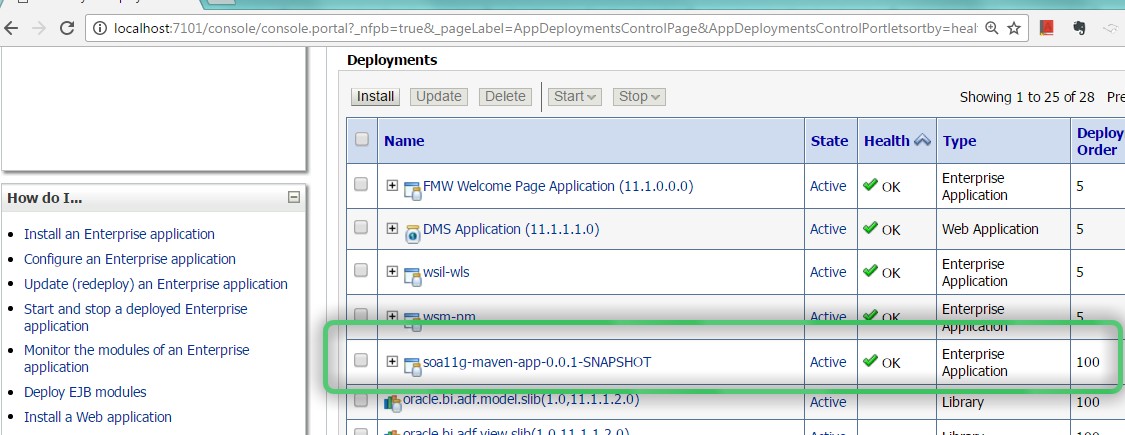 localhost:7101/console/console.portal?_nfpb=true&_pageLabel=AppDeploymentsControlPage&AppDeploymentsControlPortletsortby=heal
Deployments
Install Update Delete Start Stop
Showing 1 to 25 of 28 Pre
Name State Health Type Deploy
Order
FMW Welcome Page Application (11.1.0.0.0) Active OK Enterprise
Application 5
DMS Application (11.1.1.1.0) Active OK Web Application 5
wsil-wls Active OK Enterprise
Application 5
wsm-pm Active OK Enterprise
Application 5
soa11g-maven-app-0.0.1-SNAPSHOT Active OK Enterprise
Application 100
oracle.bi.adf.model.slib(1.0,11.1.1.2.0) Active Library 100
oracle.bi.adf.view.slib(1.0,11.1.1.2.0) Active Library 100
How do I...
Install an Enterprise application
Configure an Enterprise application
Update (redeploy) an Enterprise application
Start and stop a deployed Enterprise
application
Monitor the modules of an Enterprise
application
Deploy EJB modules
Install a Web application